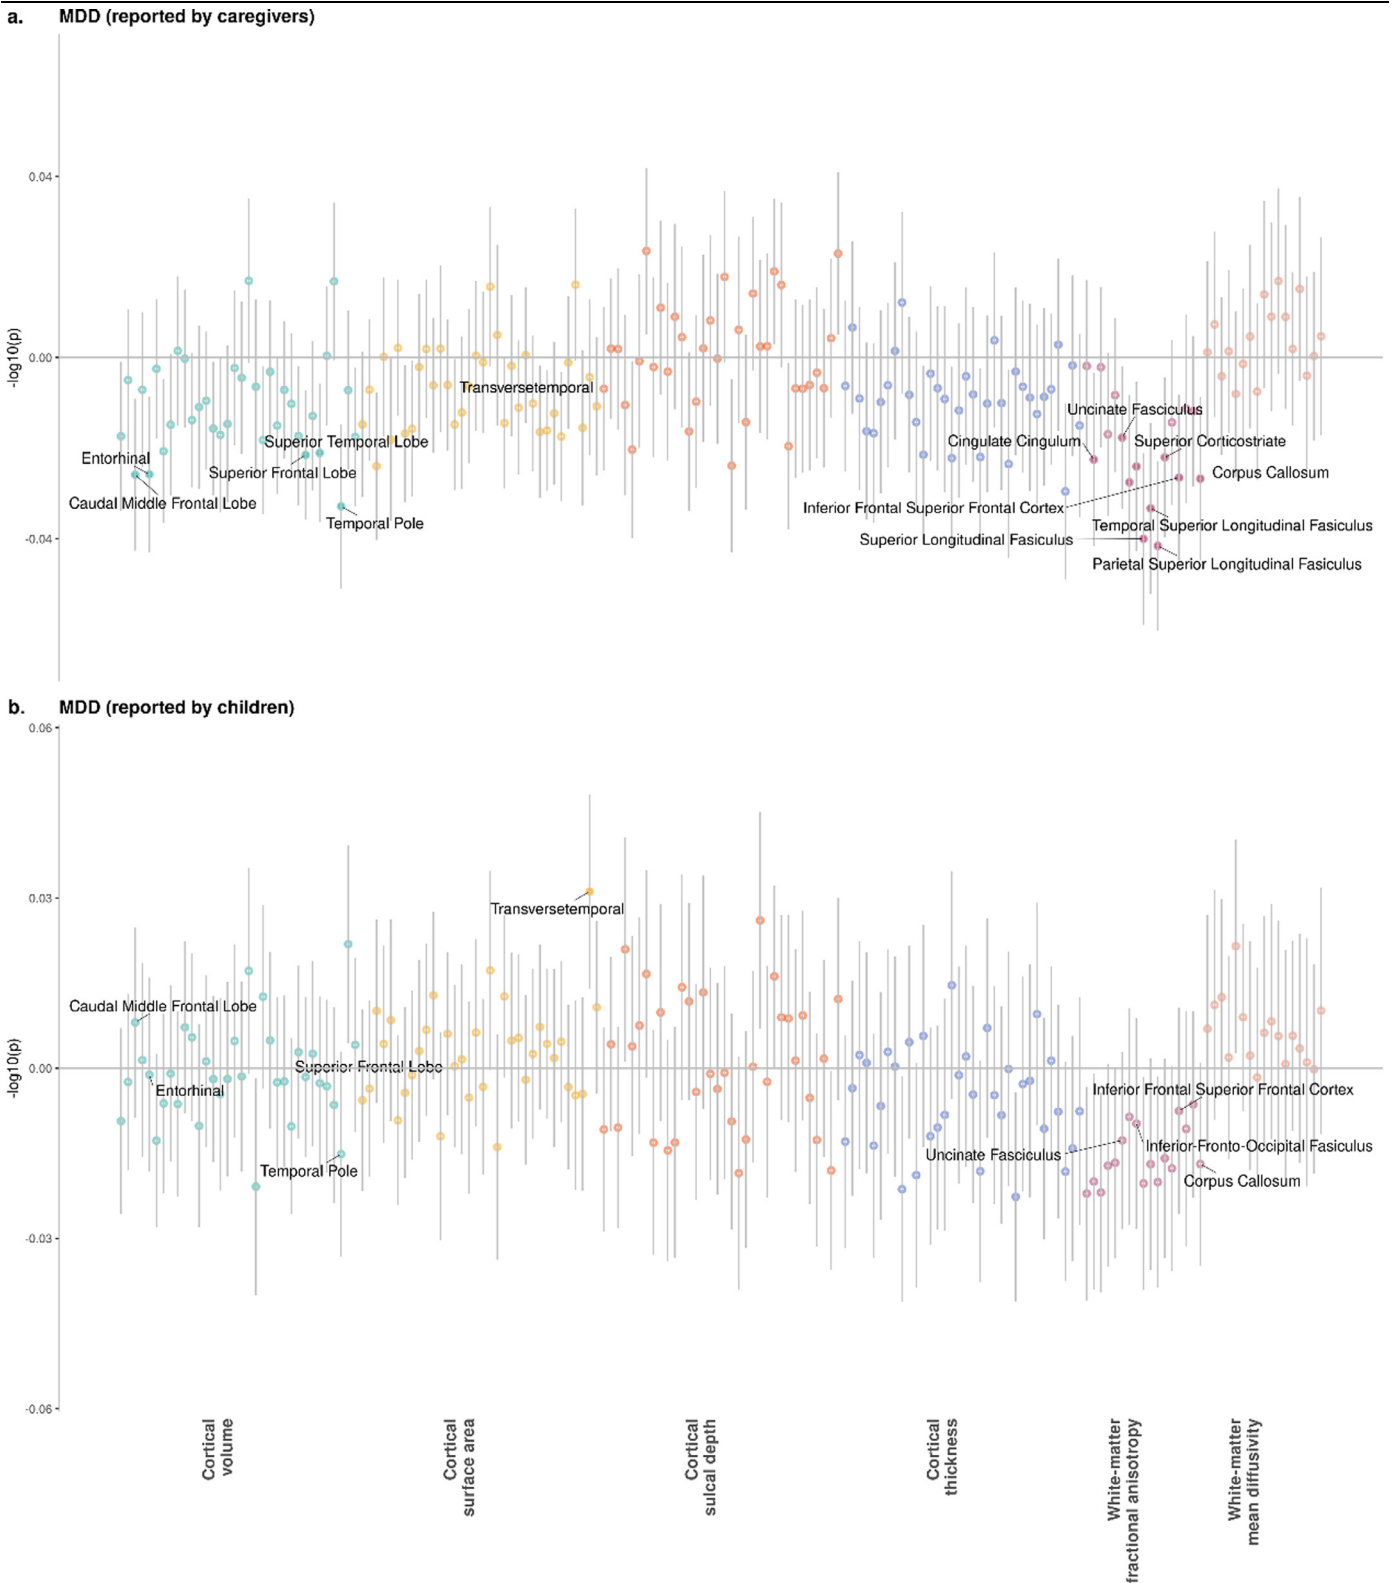 a. MDD (reported by caregivers)
0.04
0.00
-0.04
-log10(p)
Transversetemporal
Uncinate Fasciculus
Superior Temporal Lobe
Cingulate Cingulum
Superior Corticostriate
Entorhinal
Superior Frontal Lobe
Corpus Callosum
Caudal Middle Frontal Lobe
Inferior Frontal Superior Frontal Cortex
Temporal Pole
Temporal Superior Longitudinal Fasiculus
Superior Longitudinal Fasiculus
Parietal Superior Longitudinal Fasiculus
b. MDD (reported by children)
0.06
0.03
0.00
-0.03
-0.06
-log10(p)
Transversetemporal
Caudal Middle Frontal Lobe
Superior Frontal Lobe
Entorhinal
Inferior Frontal Superior Frontal Cortex
Inferior-Fronto-Occipital Fasiculus
Uncinate Fasciculus
Temporal Pole
Corpus Callosum
Cortical
volume
Cortical
surface area
Cortical
sulcal depth
Cortical
thickness
White-matter
fractional anisotropy
White-matter
mean diffusivity